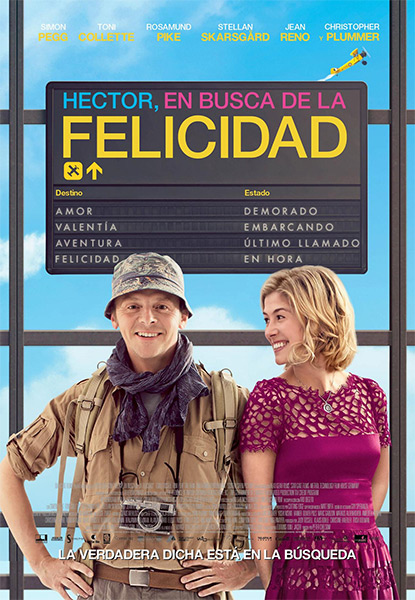 SIMON PEGG
TONI COLLETTE
ROSAMUND PIKE
STELLAN SKARSGÅRD
JEAN RENO
CHRISTOPHER Y PLUMMER
HECTOR, EN BUSCA DE LA
FELICIDAD
Destino Estado
AMOR DEMORADO
VALENTÍA EMBARCANDO
AVENTURA ÚLTIMO LLAMADO
FELICIDAD EN HORA
LA VERDADERA DICHA ESTÁ EN LA BÚSQUEDA